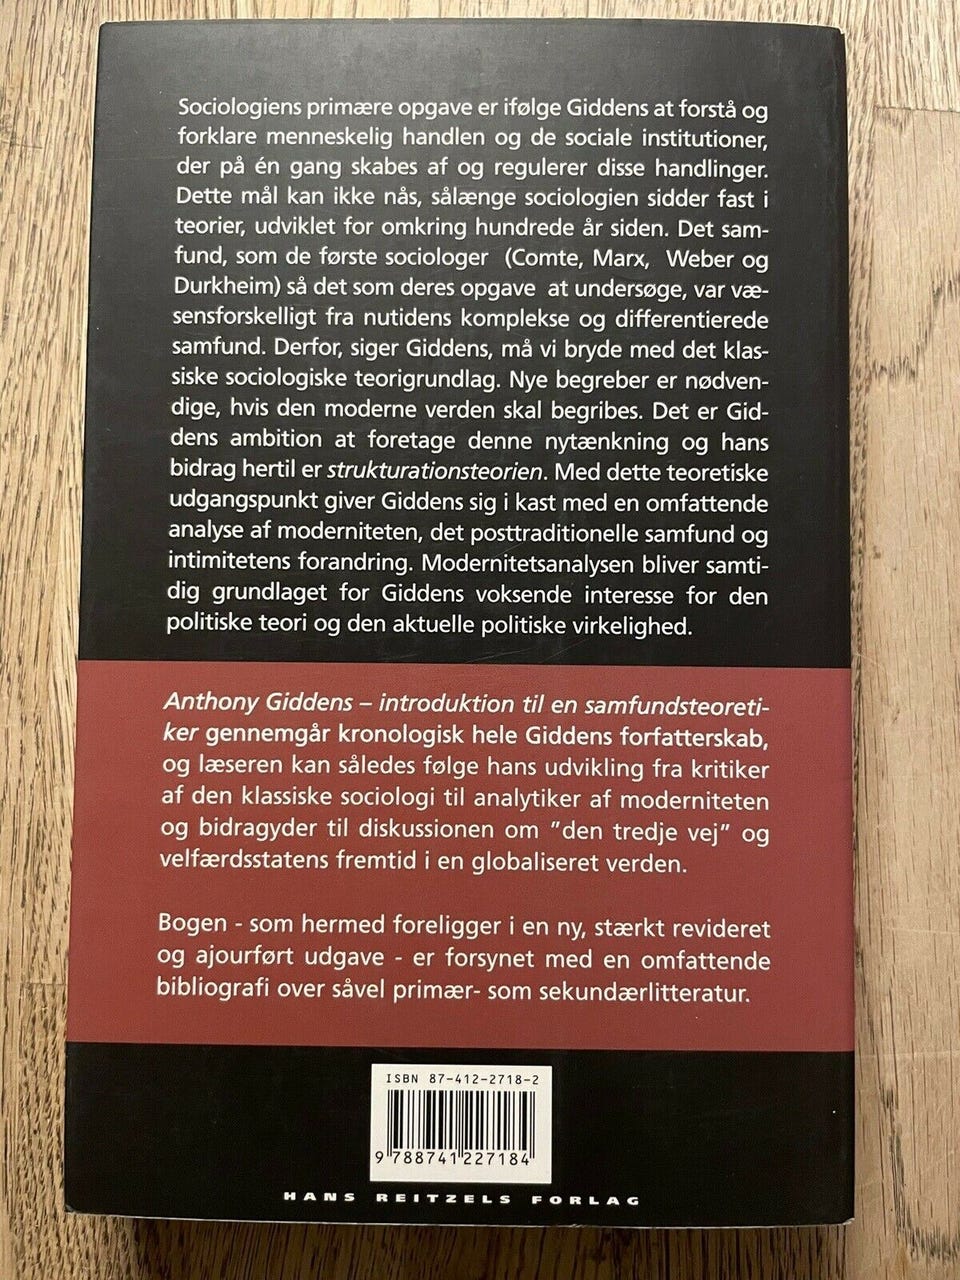 Sociologiens primære opgave er ifølge Giddens at forstå og
forklare menneskelig handlen og de sociale institutioner,
der på én gang skabes af og regulerer disse handlinger.
Dette mål kan ikke nås, sålænge sociologien sidder fast i
teorier, udviklet for omkring hundrede år siden. Det sam-
fund, som de første sociologer (Comte, Marx, Weber og
Durkheim) så det som deres opgave at undersøge, var væ-
sensforskelligt fra nutidens komplekse og differentierede
samfund. Derfor, siger Giddens, må vi bryde med det klas-
siske sociologiske teorigrundlag. Nye begreber er nødven-
dige, hvis den moderne verden skal begribes. Det er Gid-
dens ambition at foretage denne nytænkning og hans
bidrag hertil er strukturationsteorien. Med dette teoretiske
udgangspunkt giver Giddens sig i kast med en omfattende
analyse af moderniteten, det posttraditionelle samfund og
intimitetens forandring. Modernitetsanalysen bliver samti-
dig grundlaget for Giddens voksende interesse for den
politiske teori og den aktuelle politiske virkelighed.
Anthony Giddens – introduktion til en samfundsteoreti-
ker gennemgår kronologisk hele Giddens forfatterskab,
og læseren kan således følge hans udvikling fra kritiker
af den klassiske sociologi til analytiker af moderniteten
og bidragyder til diskussionen om ”den tredje vej” og
velfærdsstatens fremtid i en globaliseret verden.
Bogen - som hermed foreligger i en ny, stærkt revideret
og ajourført udgave - er forsynet med en omfattende
bibliografi over såvel primær- som sekundærlitteratur.
ISBN 87-412-2718-2
9 788741 227184
HANS REITZELS FORLAG